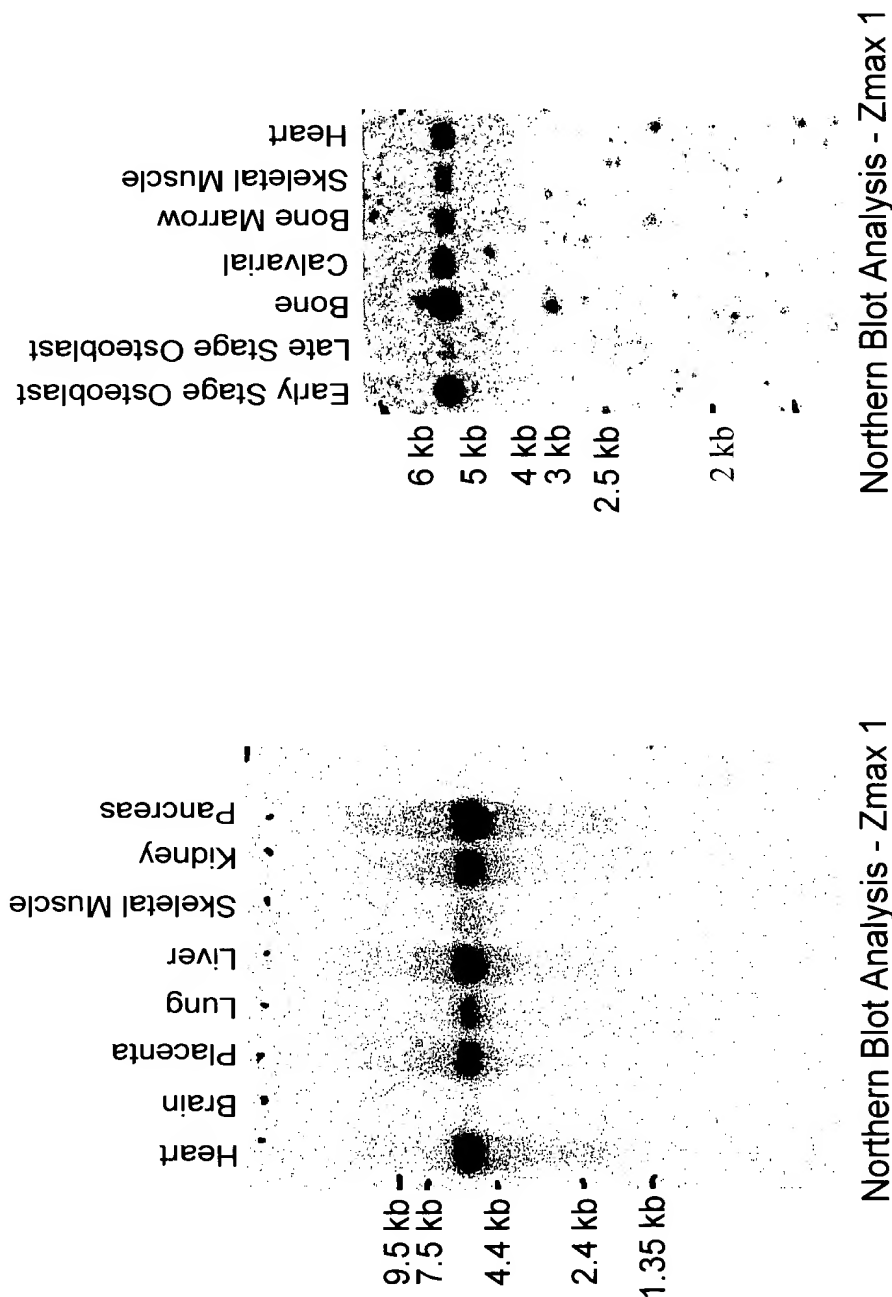 Heart
Skeletal Muscle
Bone Marrow
Calvarial
Bone
Late Stage Osteoblast
Early Stage Osteoblast
6 kb
5 kb
4 kb
3 kb
2.5 kb
2 kb
Northern Blot Analysis - Zmax 1
Pancreas
Kidney
Skeletal Muscle
Liver
Lung
Placenta
Brain
Heart
9.5 kb
7.5 kb
4.4 kb
2.4 kb
1.35 kb
Northern Blot Analysis - Zmax 1